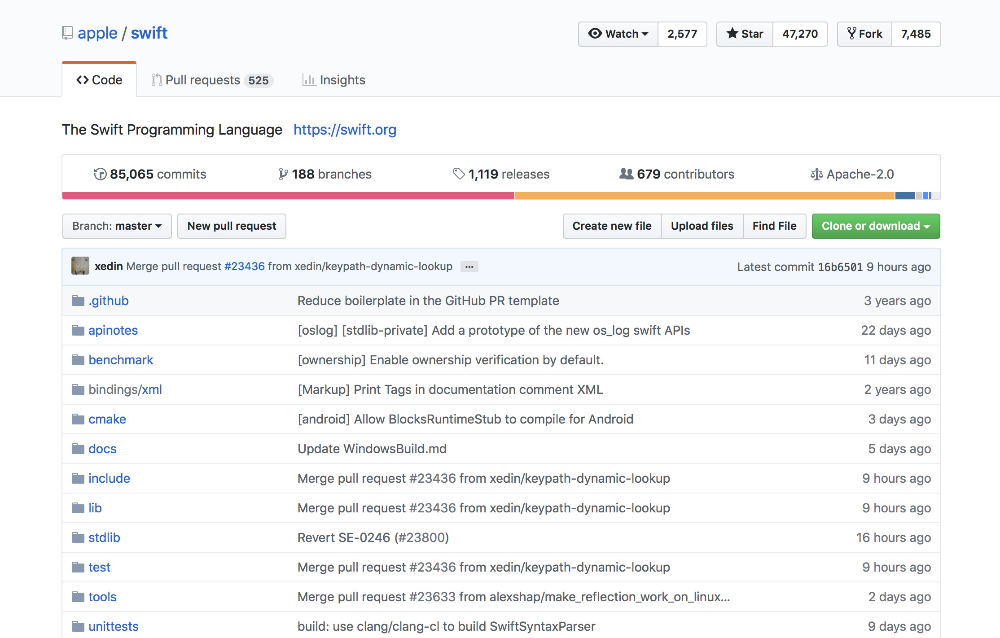 apple / swift
Watch 2,577 Star 47,270 Fork 7,485
Code Pull requests 525 Insights
The Swift Programming Language https://swift.org
85,065 commits 188 branches 1,119 releases 679 contributors Apache-2.0
Branch: master New pull request Create new file Upload files Find File Clone or download
xedin Merge pull request #23436 from xedin/keypath-dynamic-lookup ... Latest commit 16b6501 9 hours ago
.github Reduce boilerplate in the GitHub PR template 3 years ago
apinotes [oslog] [stdlib-private] Add a prototype of the new os_log swift APIs 22 days ago
benchmark [ownership] Enable ownership verification by default. 11 days ago
bindings/xml [Markup] Print Tags in documentation comment XML 2 years ago
cmake [android] Allow BlocksRuntimeStub to compile for Android 3 days ago
docs Update WindowsBuild.md 5 days ago
include Merge pull request #23436 from xedin/keypath-dynamic-lookup 9 hours ago
lib Merge pull request #23436 from xedin/keypath-dynamic-lookup 9 hours ago
stdlib Revert SE-0246 (#23800) 16 hours ago
test Merge pull request #23436 from xedin/keypath-dynamic-lookup 9 hours ago
tools Merge pull request #23633 from alexshap/make_reflection_work_on_linux... 2 days ago
unittests build: use clang/clang-cl to build SwiftSyntaxParser 9 days ago